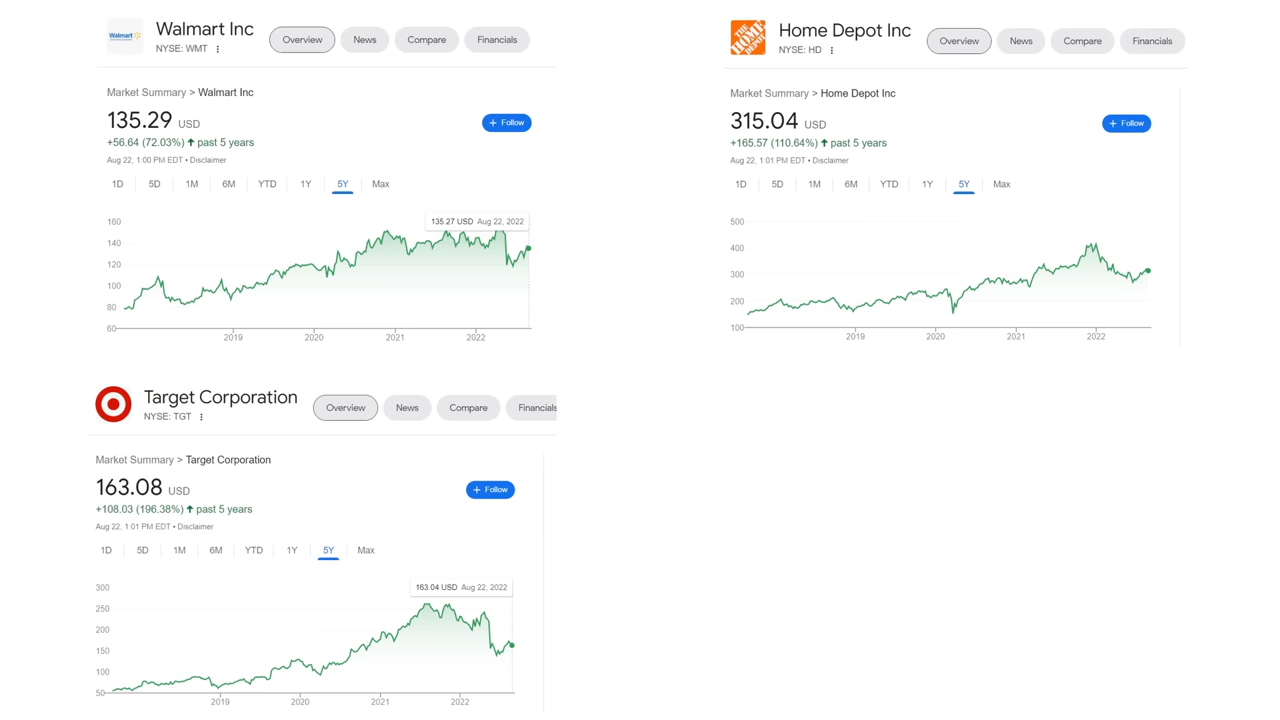 Walmart
Walmart Inc
NYSE: WMT
Overview
News
Compare
Financials
Market Summary > Walmart Inc
135.29 USD
+ Follow
+56.64 (72.03%) ↑ past 5 years
Aug 22, 1:00 PM EDT • Disclaimer
1D 5D 1M 6M YTD 1Y 5Y Max
135.27 USD Aug 22, 2022
160
140
120
100
80
60
2019 2020 2021 2022
THE HOME DEPOT
Home Depot Inc
NYSE: HD
Overview
News
Compare
Financials
Market Summary > Home Depot Inc
315.04 USD
+ Follow
+165.57 (110.64%) ↑ past 5 years
Aug 22, 1:01 PM EDT • Disclaimer
1D 5D 1M 6M YTD 1Y 5Y Max
500
400
300
200
100
2019 2020 2021 2022
Target Corporation
NYSE: TGT
Overview
News
Compare
Financials
Market Summary > Target Corporation
163.08 USD
+ Follow
+108.03 (196.38%) ↑ past 5 years
Aug 22, 1:01 PM EDT • Disclaimer
1D 5D 1M 6M YTD 1Y 5Y Max
163.04 USD Aug 22, 2022
300
250
200
150
100
50
2019 2020 2021 2022